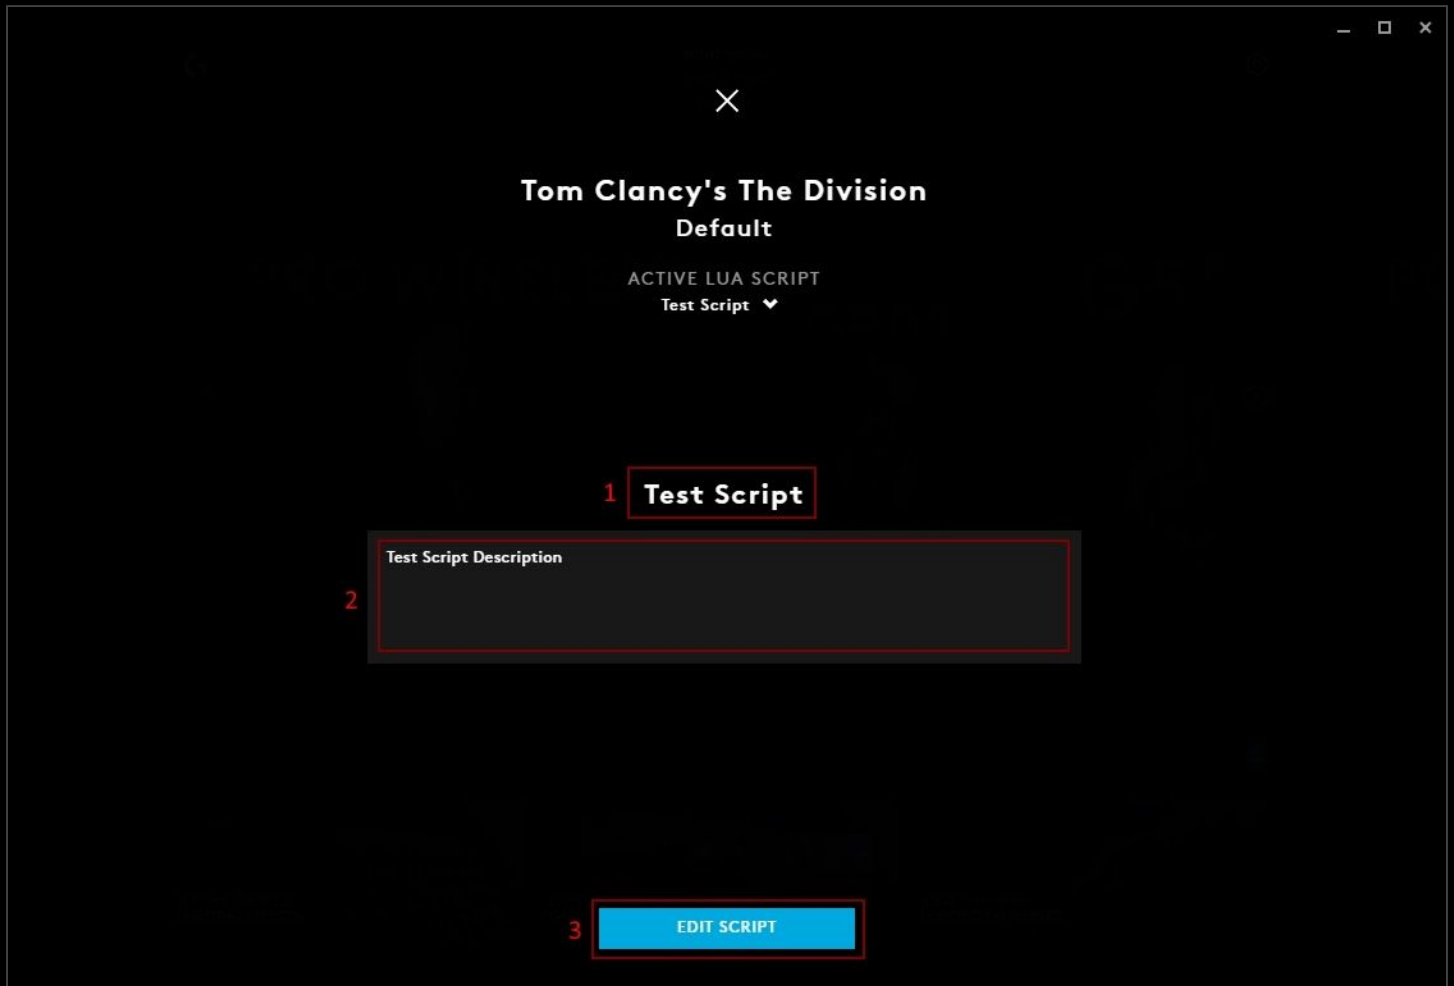 Tom Clancy's The Division
Default
ACTIVE LUA SCRIPT
Test Script
1 Test Script
Test Script Description
2
3 EDIT SCRIPT